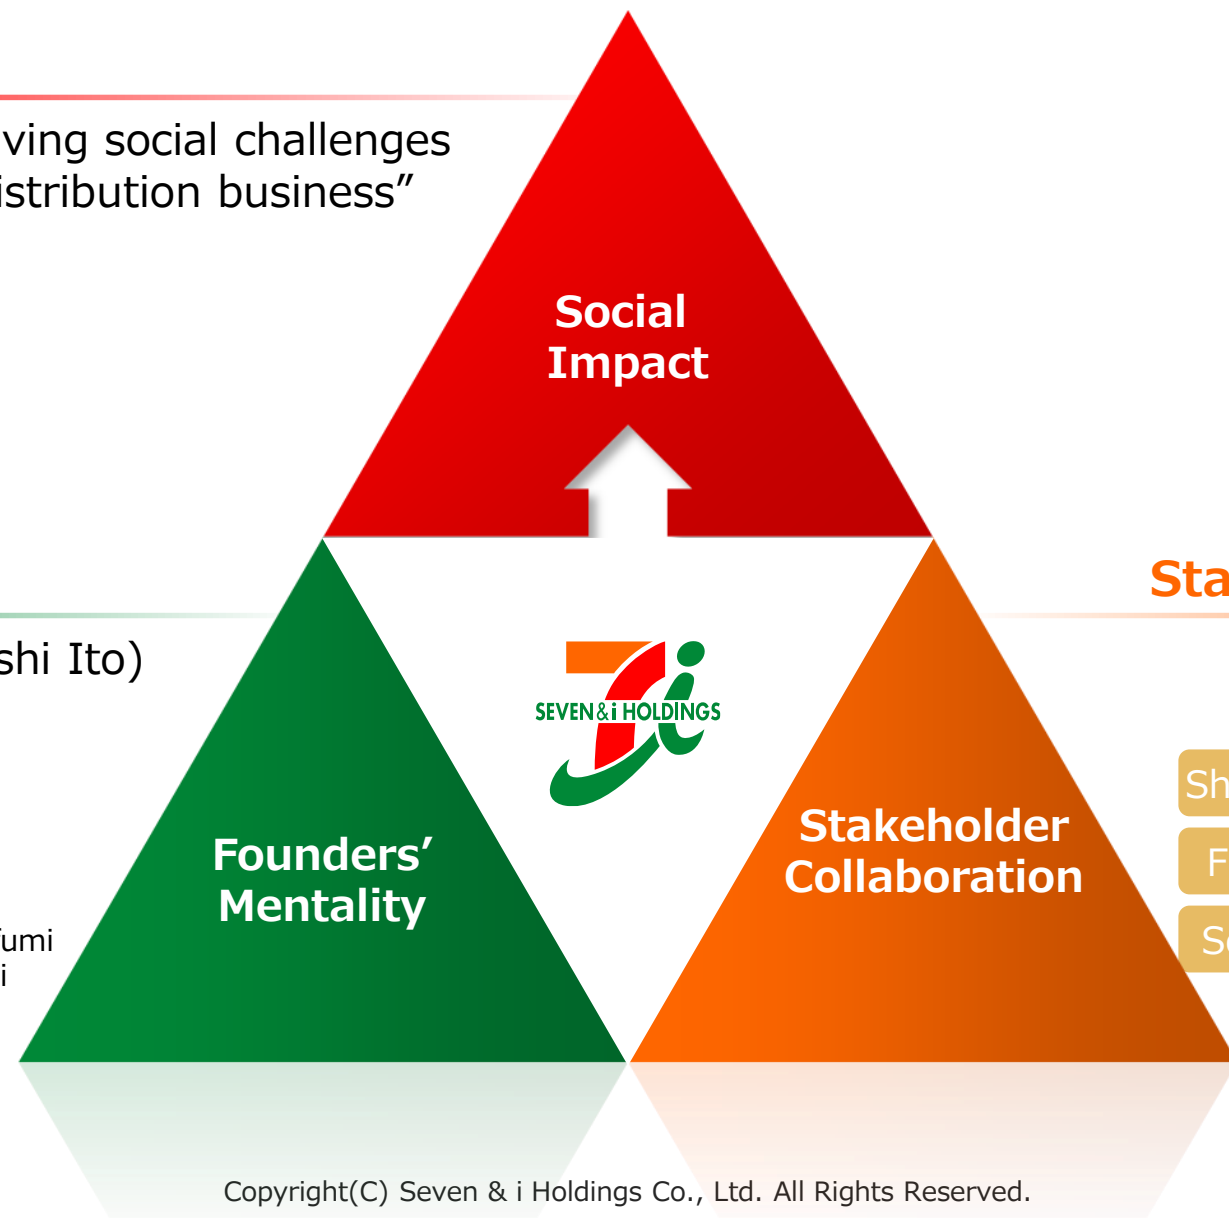 ving social challenges
istribution business”
Social
Impact
Sta
shi Ito)
SEVEN&i HOLDINGS
Sh
Stakeholder
Collaboration
Founders’
Mentality
F
S
fumi
i
Copyright(C) Seven & i Holdings Co., Ltd. All Rights Reserved.